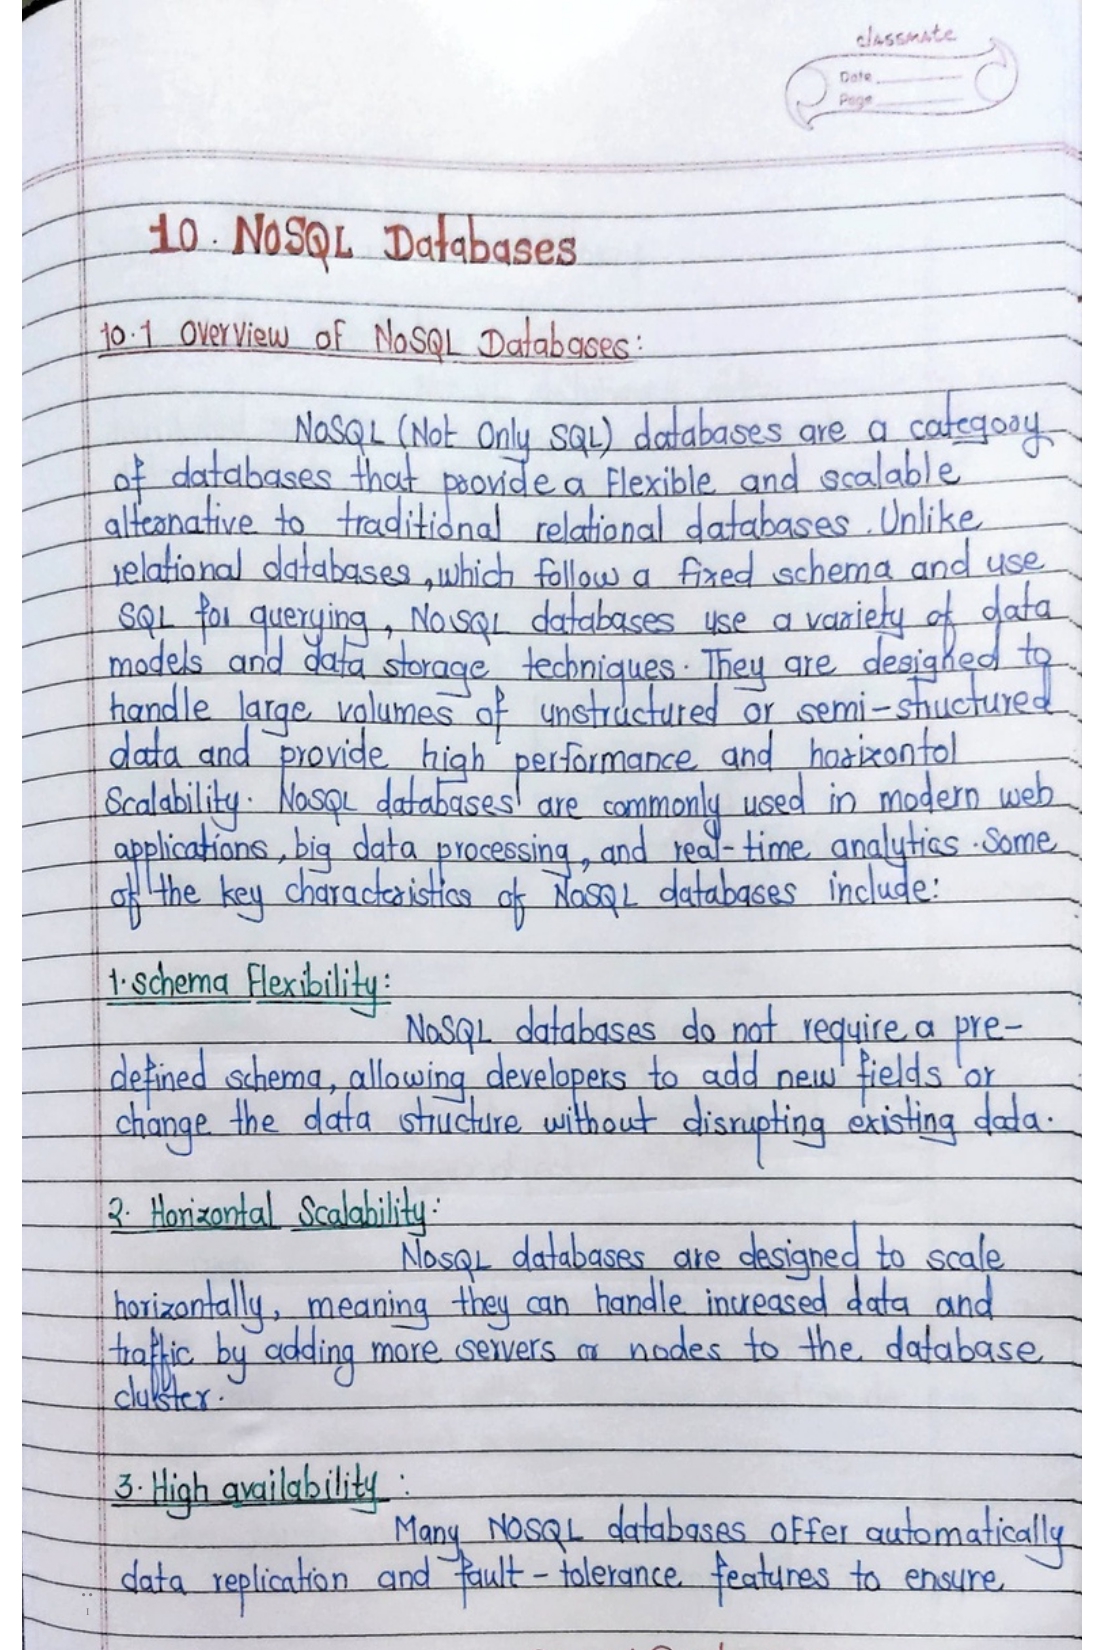 classmate
Date
Page
10. NoSQL Databases
10.1 Overview of NoSQL Databases:
NoSQL (Not Only SQL) databases are a category
of databases that provide a Flexible and scalable
alternative to traditional relational databases. Unlike
relational databases, which follow a fixed schema and use
SQL for querying, NoSQL databases use a variety of data
models and data storage techniques. They are designed to
handle large volumes of unstructured or semi-structured
data and provide high performance and horizontol
Scalability. NoSQL databases are commonly used in modern web
applications, big data processing, and real-time analytics. Some
of the key characteristics of NoSQL databases include:
1. Schema Flexibility:
NoSQL databases do not require a pre-
defined schema, allowing developers to add new fields or
change the data structure without disrupting existing data.
2. Horizontal Scalability:
NoSQL databases are designed to scale
horizontally, meaning they can handle increased data and
traffic by adding more servers or nodes to the database
cluster.
3. High availability :
Many NOSQL databases offer automatically
data replication and fault-tolerance features to ensure